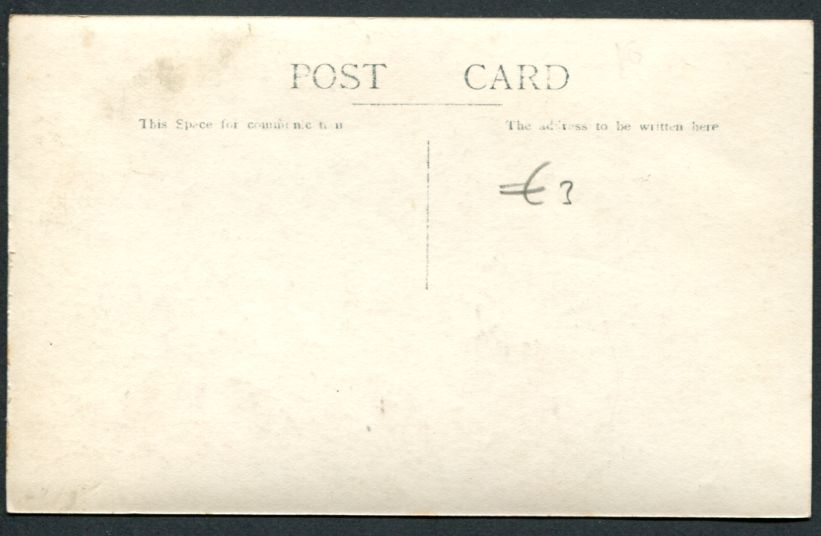 POST CARD
This Space for communication
The address to be written here
€3